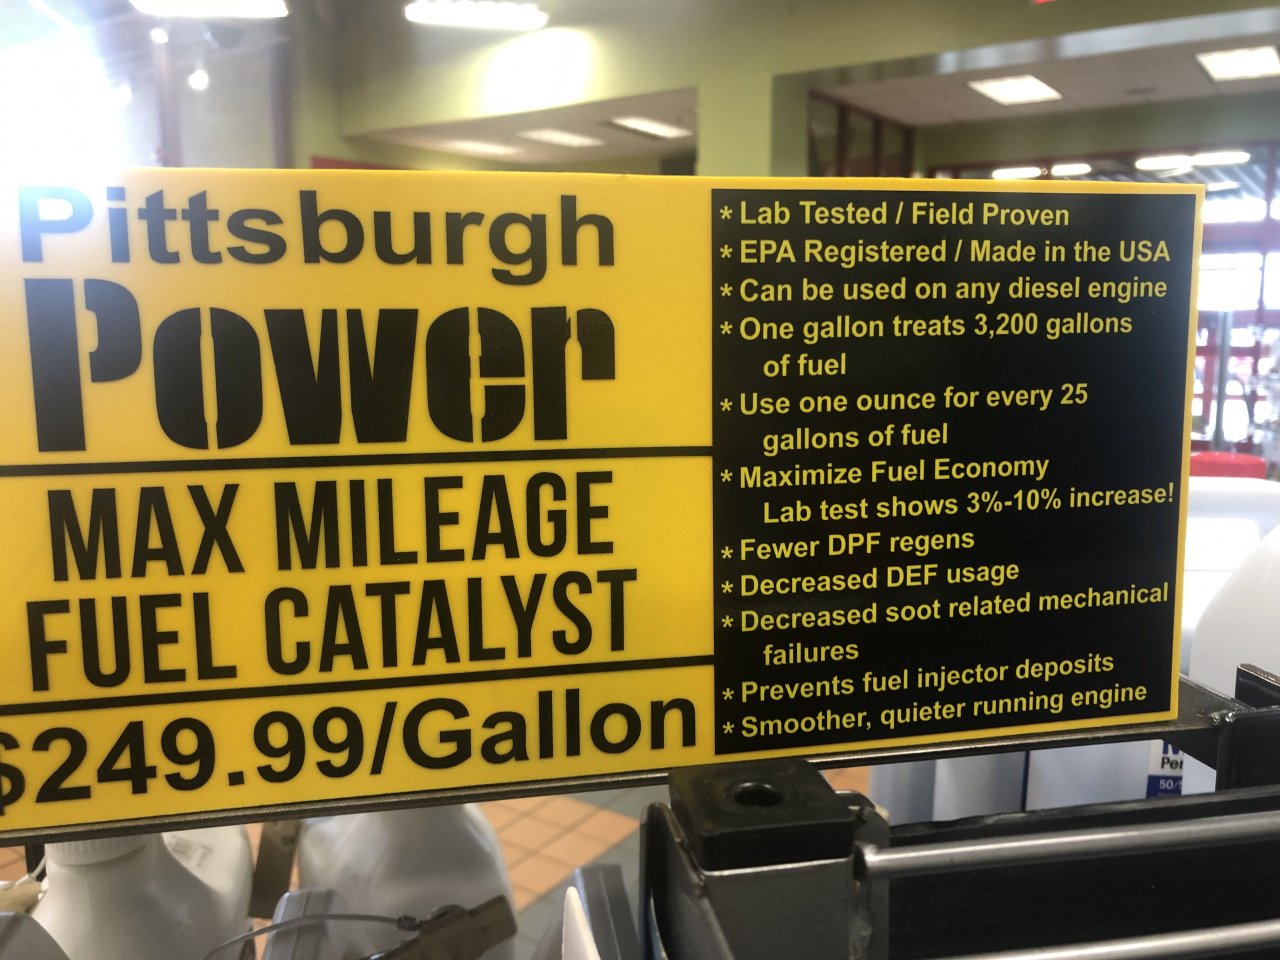 Pittsburgh
Power
MAX MILEAGE
FUEL CATALYST
$249.99/Gallon
* Lab Tested / Field Proven
* EPA Registered / Made in the USA
* Can be used on any diesel engine
* One gallon treats 3,200 gallons
of fuel
* Use one ounce for every 25
gallons of fuel
* Maximize Fuel Economy
Lab test shows 3%-10% increase!
* Fewer DPF regens
* Decreased DEF usage
* Decreased soot related mechanical
failures
* Prevents fuel injector deposits
* Smoother, quieter running engine